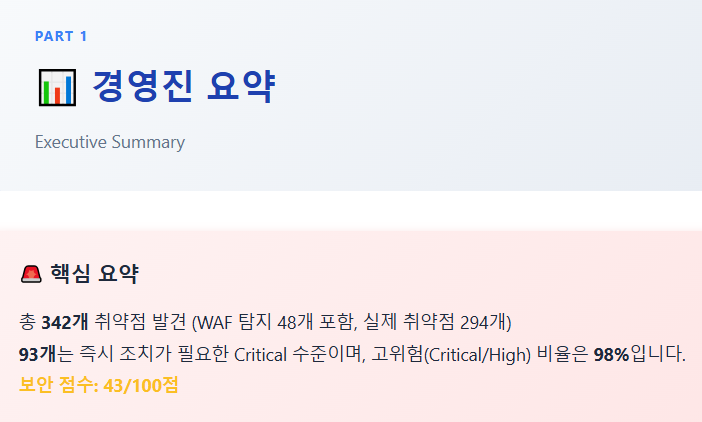 PART 1
경영진 요약
Executive Summary
핵심 요약
총 342개 취약점 발견 (WAF 탐지 48개 포함, 실제 취약점 294개)
93개는 즉시 조치가 필요한 Critical 수준이며, 고위험(Critical/High) 비율은 98%입니다.
보안 점수: 43/100점